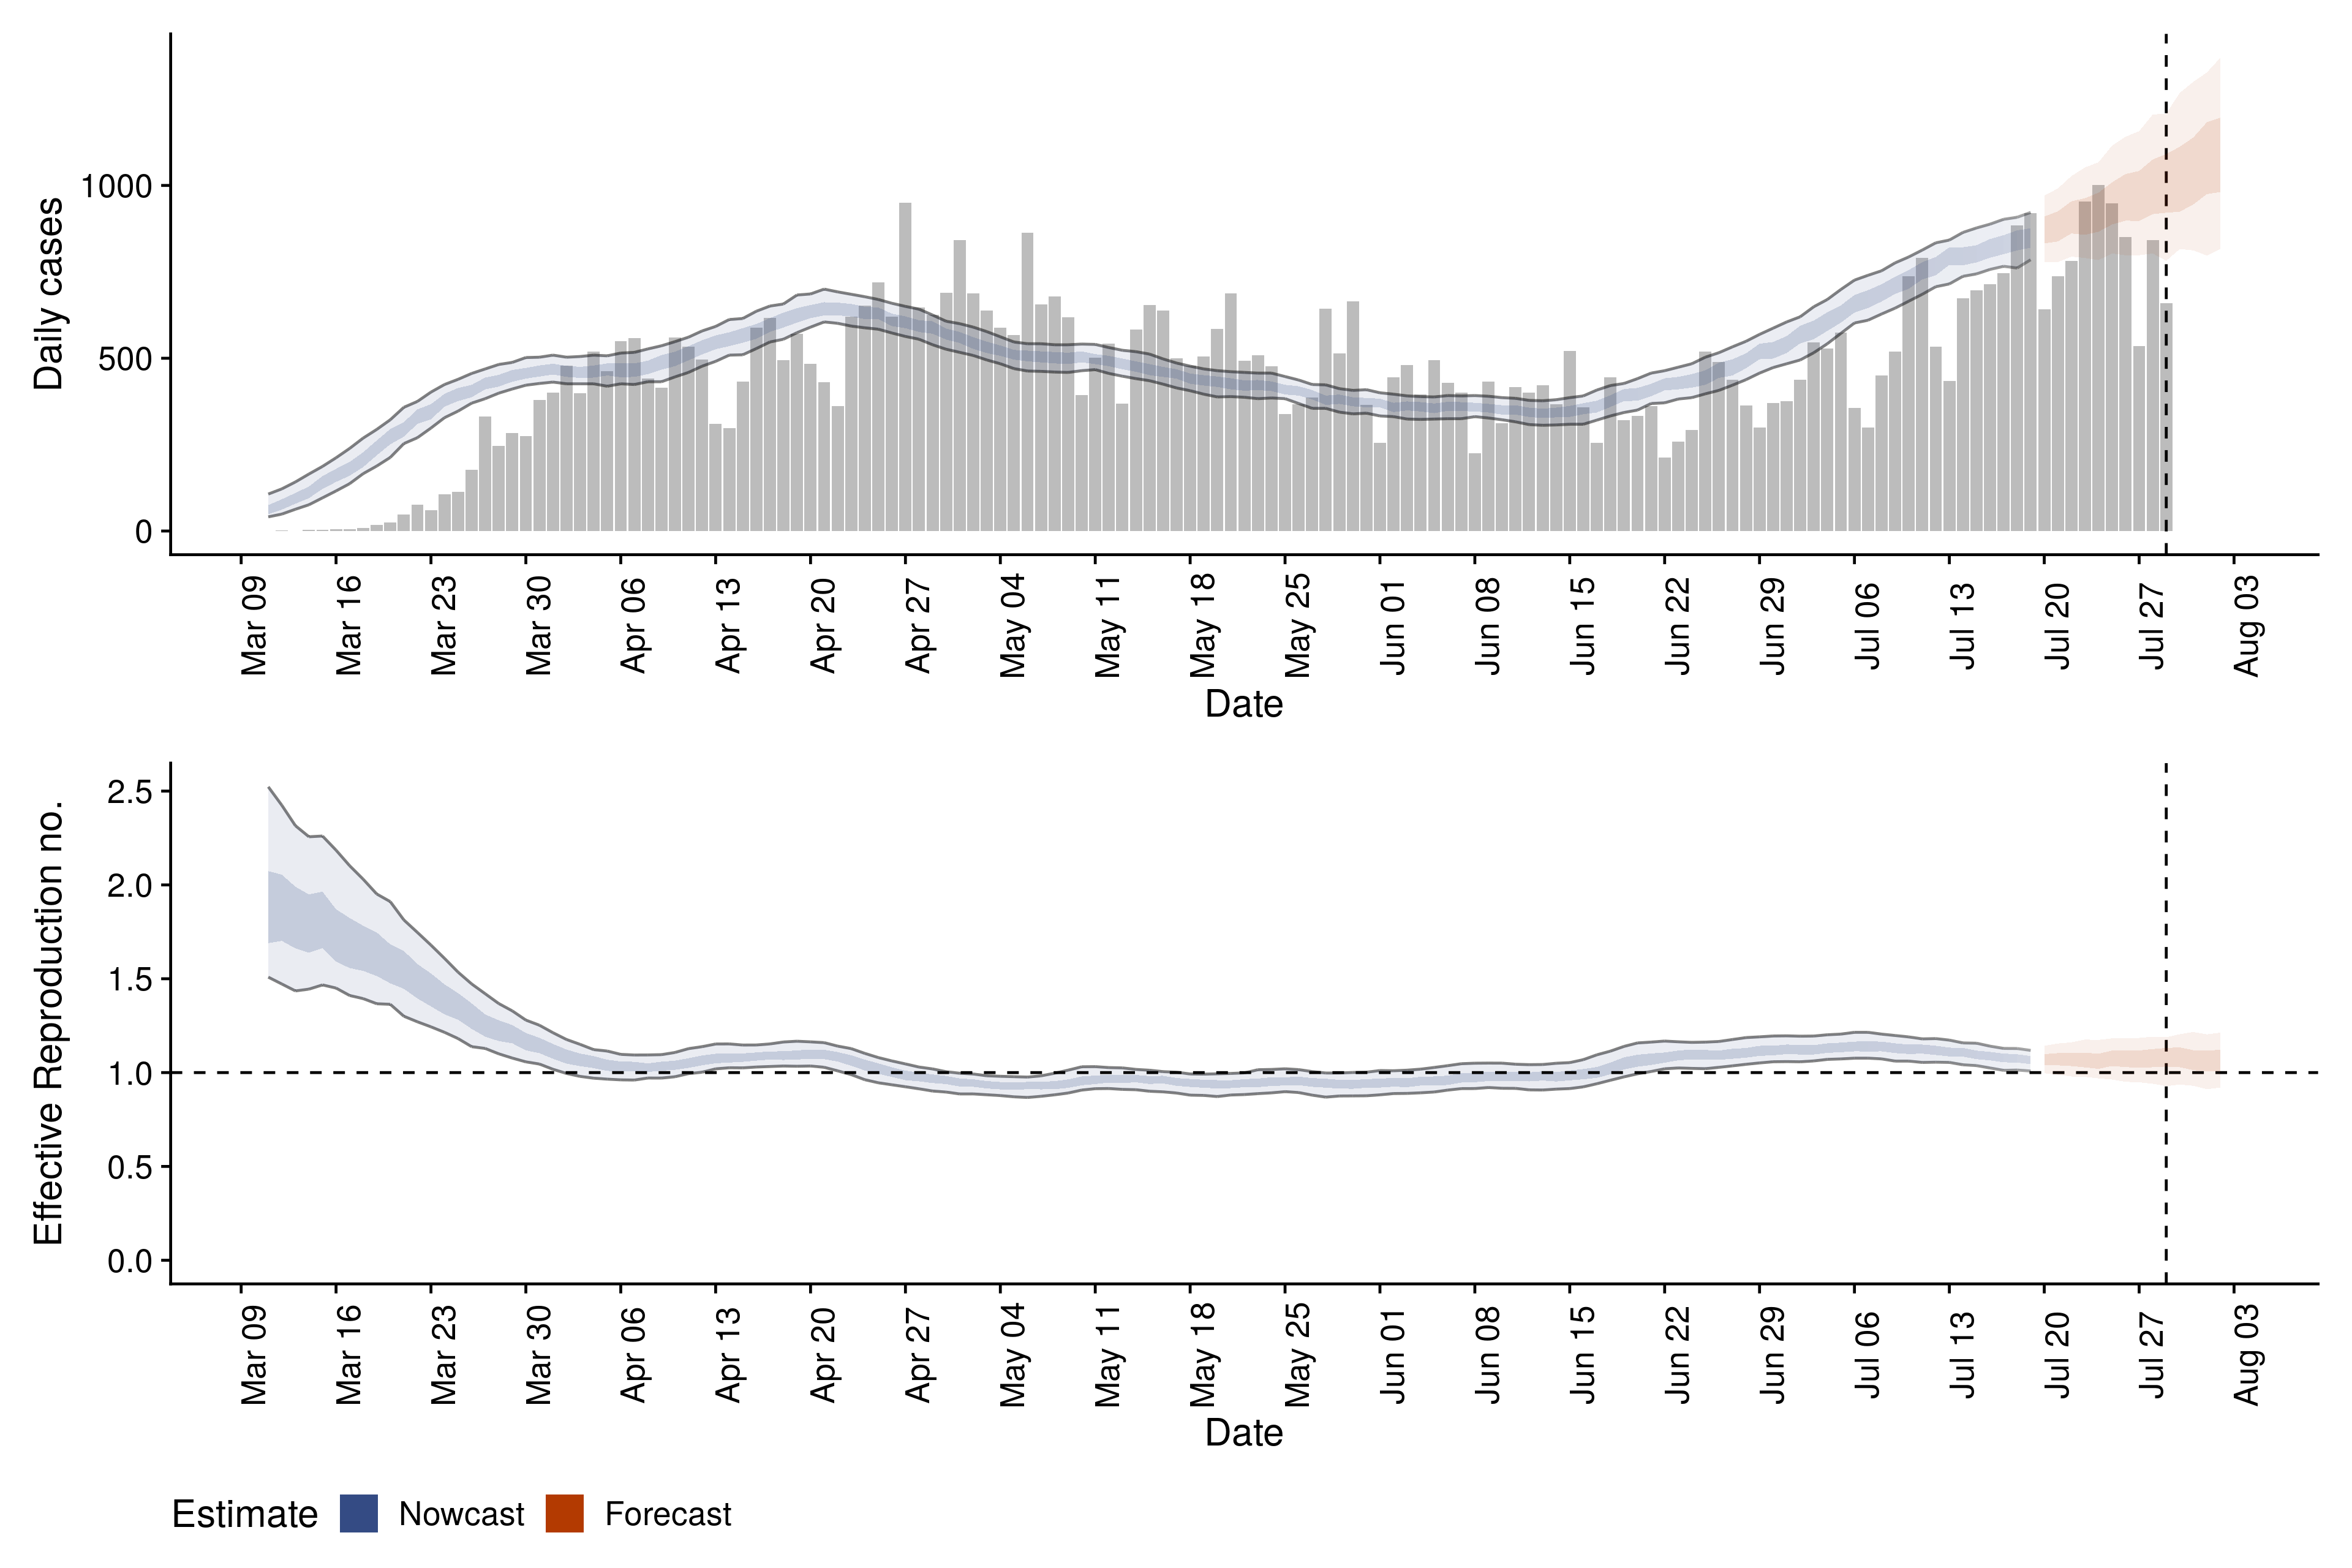 Daily cases
1000
500
0
Mar 09 Mar 16 Mar 23 Mar 30 Apr 06 Apr 13 Apr 20 Apr 27 May 04 May 11 May 18 May 25 Jun 01 Jun 08 Jun 15 Jun 22 Jun 29 Jul 06 Jul 13 Jul 20 Jul 27 Aug 03
Date
Effective Reproduction no.
2.5
2.0
1.5
1.0
0.5
0.0
Mar 09 Mar 16 Mar 23 Mar 30 Apr 06 Apr 13 Apr 20 Apr 27 May 04 May 11 May 18 May 25 Jun 01 Jun 08 Jun 15 Jun 22 Jun 29 Jul 06 Jul 13 Jul 20 Jul 27 Aug 03
Date
Estimate Nowcast Forecast